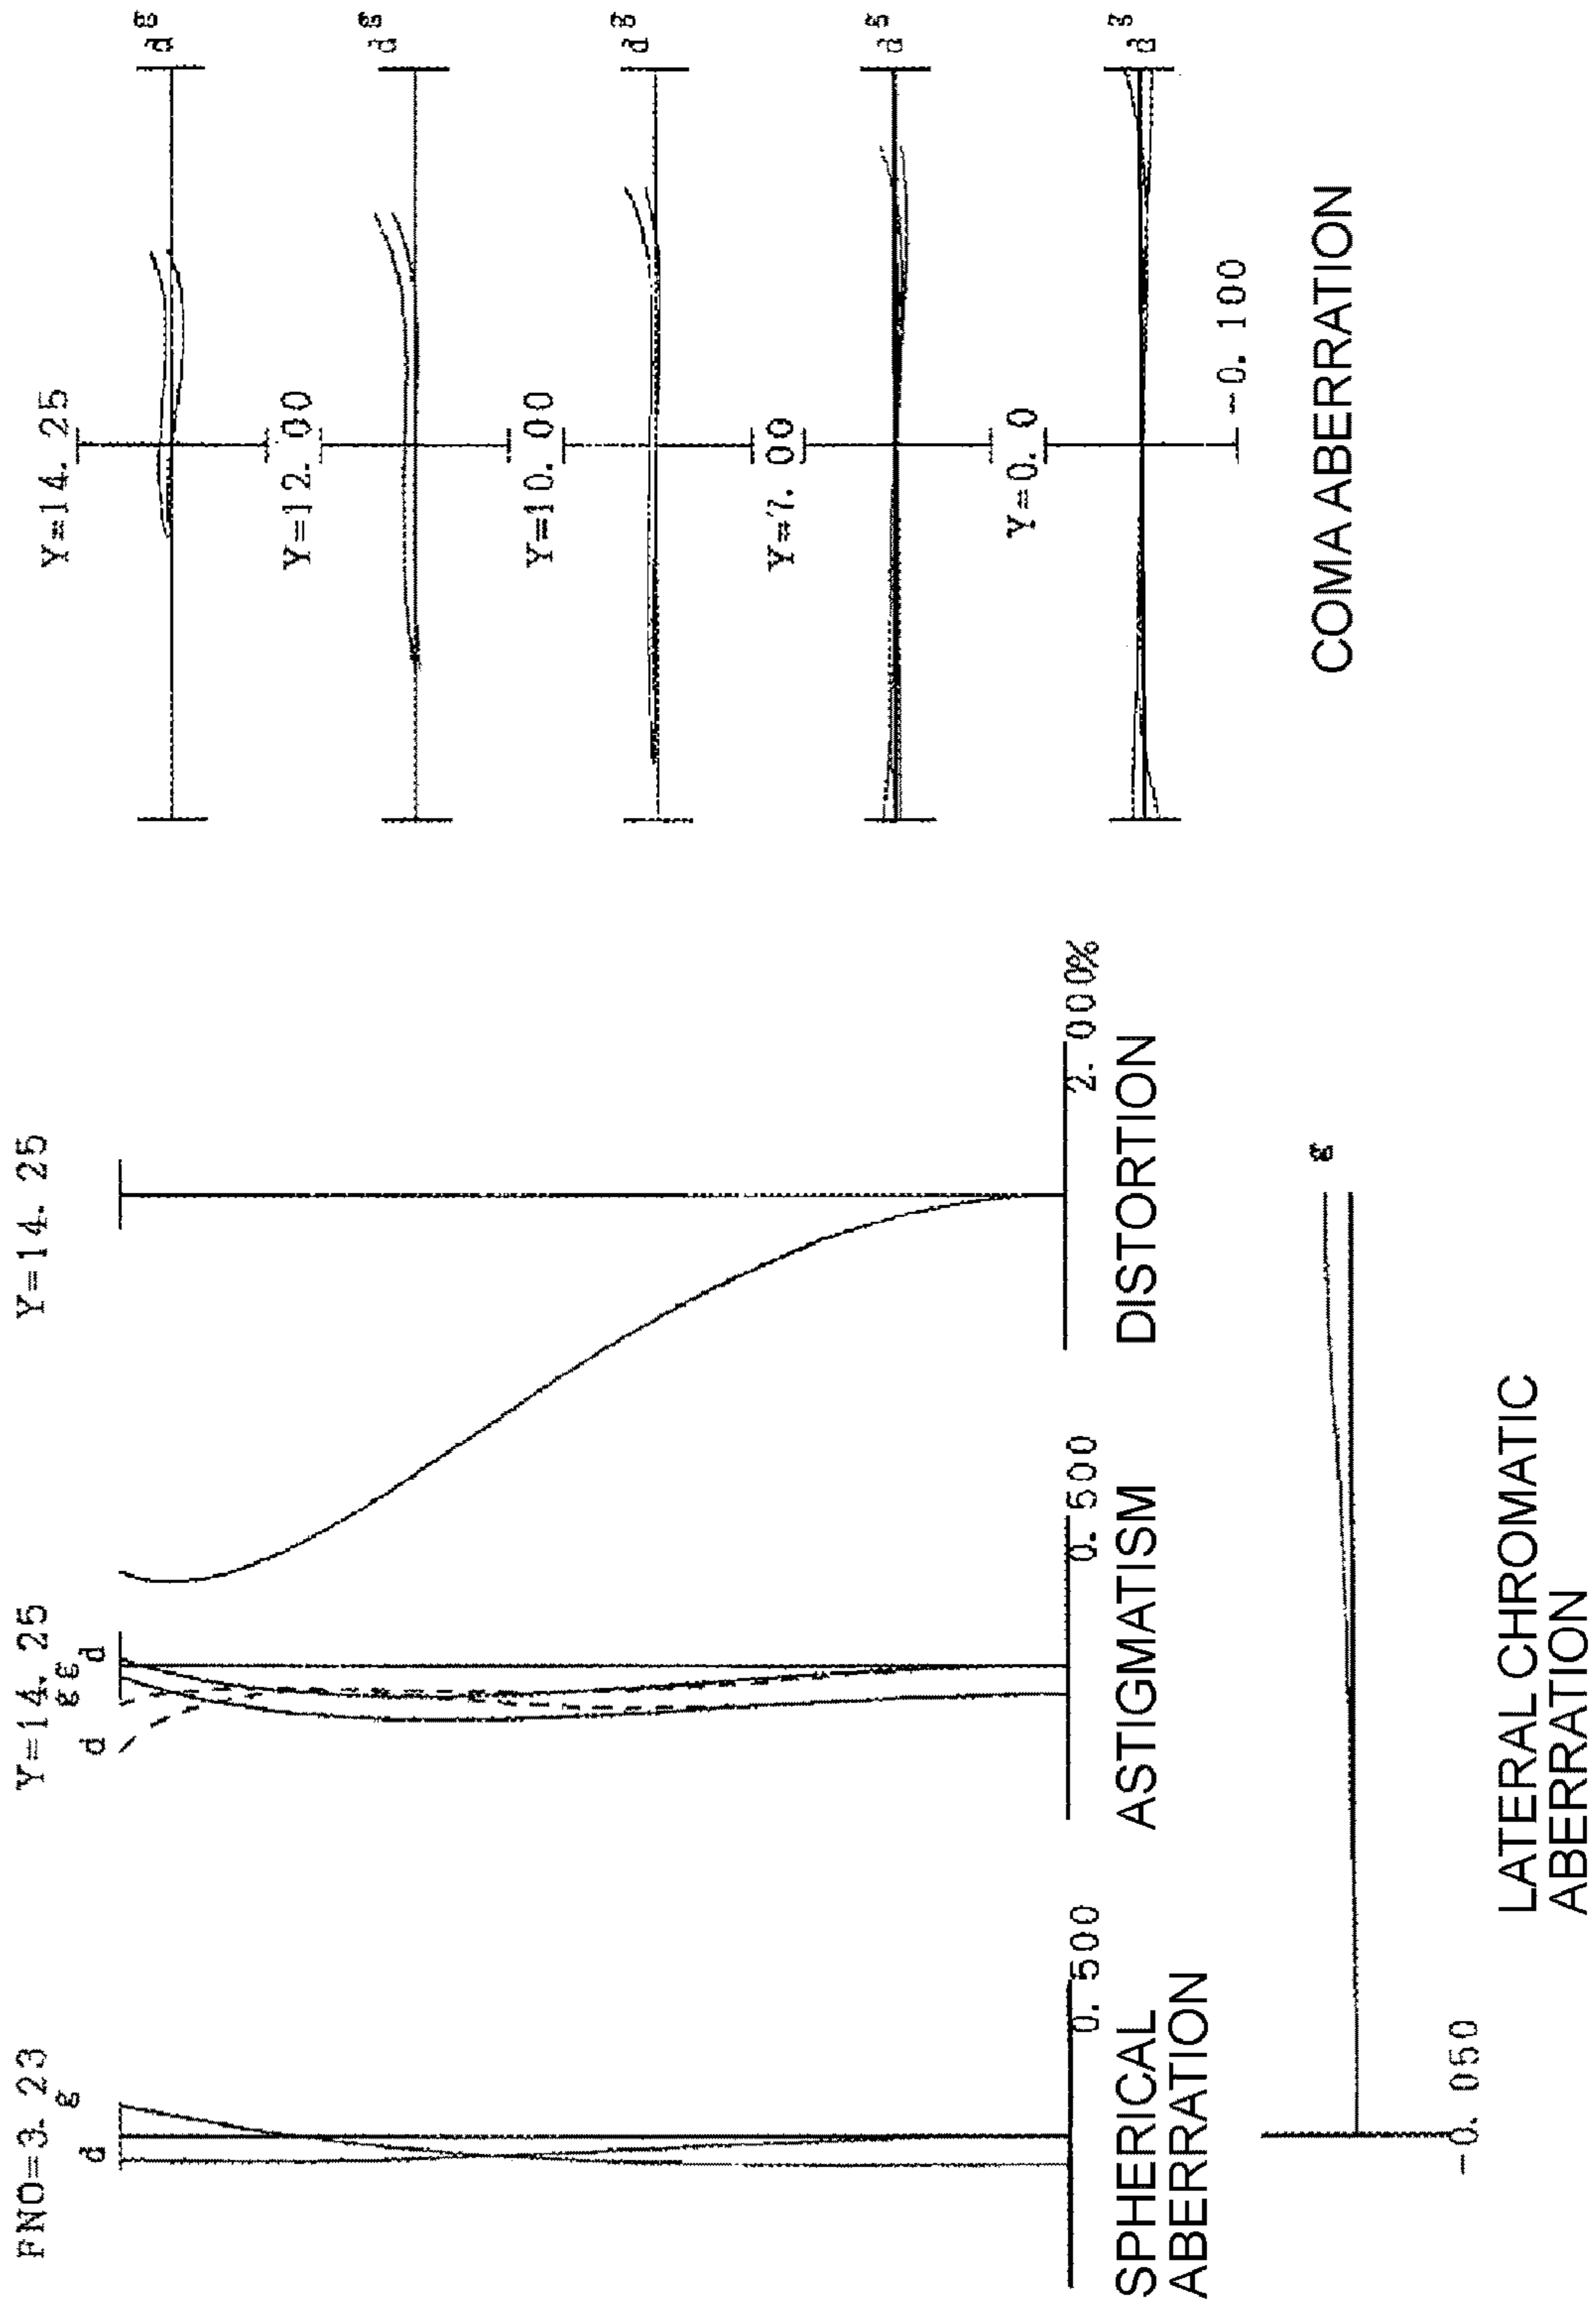 FNO=3.23
d
g
0.500
SPHERICAL
ABERRATION
Y=14.25
d
g
g
d
0.500
ASTIGMATISM
Y=14.25
2.000%
DISTORTION
Y=14.25
d
g
Y=12.00
d
g
Y=10.00
d
g
Y=7.00
d
g
Y=0.0
d
g
-0.100
COMA ABERRATION
g
-0.050
LATERAL CHROMATIC
ABERRATION